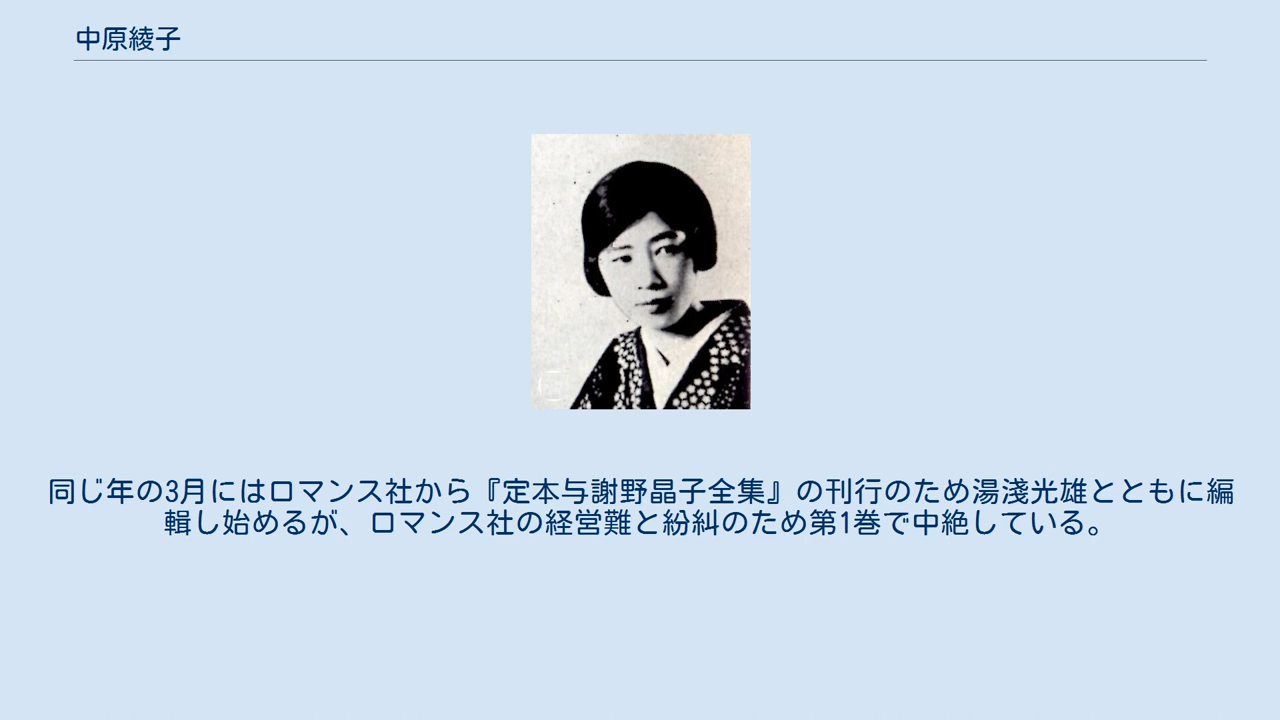 中原綾子
同じ年の3月にはロマンス社から『定本与謝野晶子全集』の刊行のため湯淺光雄とともに編
輯し始めるが、ロマンス社の経営難と紛糾のため第1巻で中絶している。